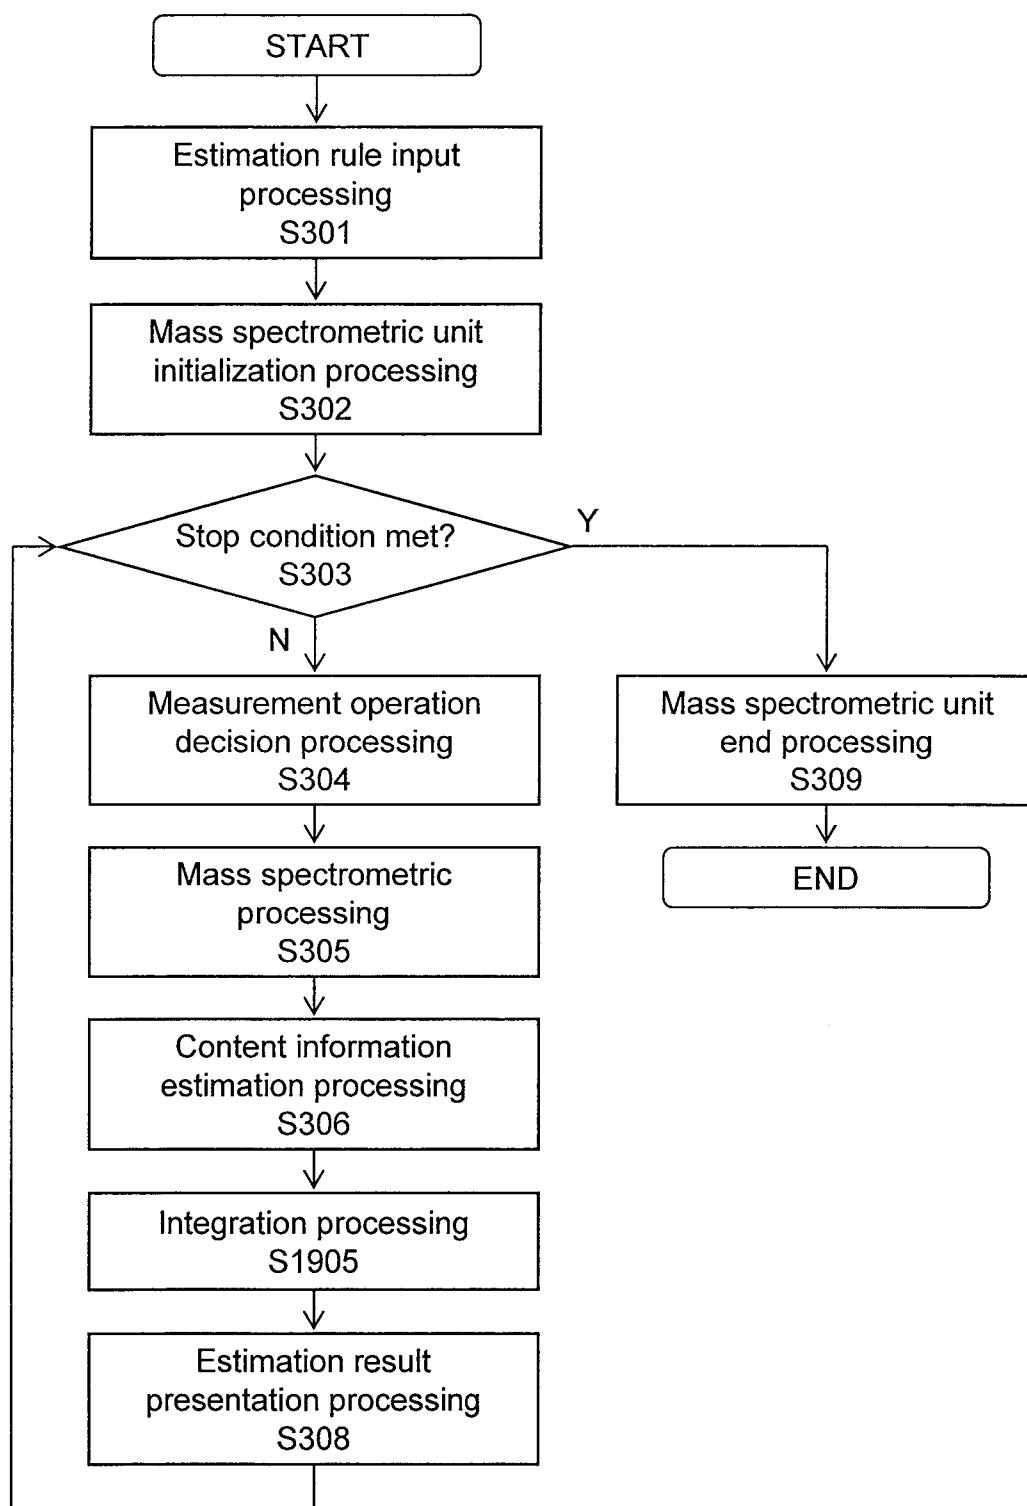 START
Estimation rule input
processing
S301
Mass spectrometric unit
initialization processing
S302
Stop condition met?
S303
Y
N
Measurement operation
decision processing
S304
Mass spectrometric unit
end processing
S309
Mass spectrometric
processing
S305
END
Content information
estimation processing
S306
Integration processing
S1905
Estimation result
presentation processing
S308